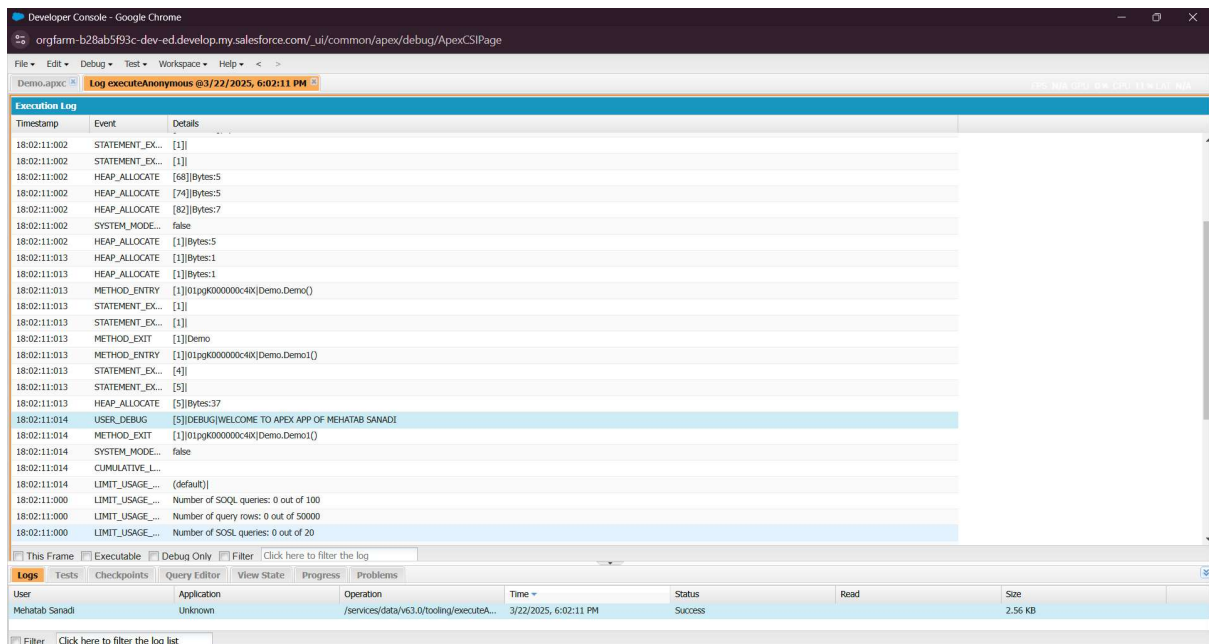 Developer Console - Google Chrome
orgfarm-b28ab5f93c-dev-ed.develop.my.salesforce.com/_ui/common/apex/debug/ApexCSIPage
File Edit Debug Test Workspace Help < >
Demo.apxc Log executeAnonymous @3/22/2025, 6:02:11 PM
Execution Log
Timestamp Event Details
18:02:11:002 STATEMENT_EX... [1]|
18:02:11:002 STATEMENT_EX... [1]|
18:02:11:002 HEAP_ALLOCATE [68]|Bytes:5
18:02:11:002 HEAP_ALLOCATE [74]|Bytes:5
18:02:11:002 HEAP_ALLOCATE [82]|Bytes:7
18:02:11:002 SYSTEM_MODE... false
18:02:11:002 HEAP_ALLOCATE [1]|Bytes:5
18:02:11:013 HEAP_ALLOCATE [1]|Bytes:1
18:02:11:013 HEAP_ALLOCATE [1]|Bytes:1
18:02:11:013 METHOD_ENTRY [1]|01pgK000000c4iX|Demo.Demo()
18:02:11:013 STATEMENT_EX... [1]|
18:02:11:013 STATEMENT_EX... [1]|
18:02:11:013 METHOD_EXIT [1]|Demo
18:02:11:013 METHOD_ENTRY [1]|01pgK000000c4iX|Demo.Demo1()
18:02:11:013 STATEMENT_EX... [4]|
18:02:11:013 STATEMENT_EX... [5]|
18:02:11:013 HEAP_ALLOCATE [5]|Bytes:37
18:02:11:014 USER_DEBUG [5]|DEBUG|WELCOME TO APEX APP OF MEHATAB SANADI
18:02:11:014 METHOD_EXIT [1]|01pgK000000c4iX|Demo.Demo1()
18:02:11:014 SYSTEM_MODE... false
18:02:11:014 CUMULATIVE_L...
18:02:11:014 LIMIT_USAGE_... (default)|
18:02:11:000 LIMIT_USAGE_... Number of SOQL queries: 0 out of 100
18:02:11:000 LIMIT_USAGE_... Number of query rows: 0 out of 50000
18:02:11:000 LIMIT_USAGE_... Number of SOSL queries: 0 out of 20
This Frame Executable Debug Only Filter Click here to filter the log
Logs Tests Checkpoints Query Editor View State Progress Problems
User Application Operation Time Status Read Size
Mehatab Sanadi Unknown /services/data/v63.0/tooling/executeA... 3/22/2025, 6:02:11 PM Success 2.56 KB
Filter Click here to filter the log list